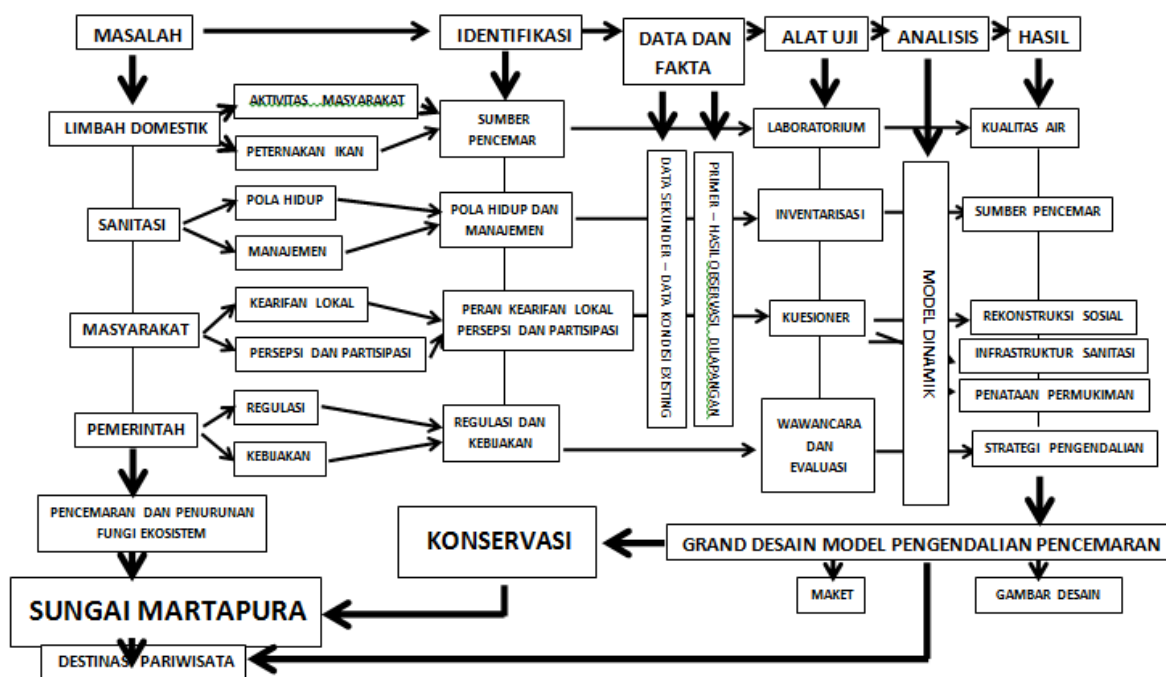 MASALAH
IDENTIFIKASI
DATA DAN
FAKTA
ALAT UJI
ANALISIS
HASIL
LIMBAH DOMESTIK
AKTIVITAS MASYARAKAT
PETERNAKAN IKAN
SUMBER
PENCEMAR
LABORATORIUM
KUALITAS AIR
SANITASI
POLA HIDUP
MANAJEMEN
POLA HIDUP DAN
MANAJEMEN
DATA SEKUNDER – DATA KONDISI EXISTING
PRIMER – HASIL OBSERVASI DILAPANGAN
INVENTARISASI
MODEL DINAMIK
SUMBER PENCEMAR
MASYARAKAT
KEARIFAN LOKAL
PERSEPSI DAN PARTISIPASI
PERAN KEARIFAN LOKAL
PERSEPSI DAN PARTISIPASI
KUESIONER
REKONSTRUKSI SOSIAL
INFRASTRUKTUR SANITASI
PENATAAN PERMUKIMAN
PEMERINTAH
REGULASI
KEBIJAKAN
REGULASI DAN
KEBIJAKAN
WAWANCARA
DAN
EVALUASI
STRATEGI PENGENDALIAN
PENCEMARAN DAN PENURUNAN
FUNGI EKOSISTEM
KONSERVASI
GRAND DESAIN MODEL PENGENDALIAN PENCEMARAN
MAKET
GAMBAR DESAIN
SUNGAI MARTAPURA
DESTINASI PARIWISATA